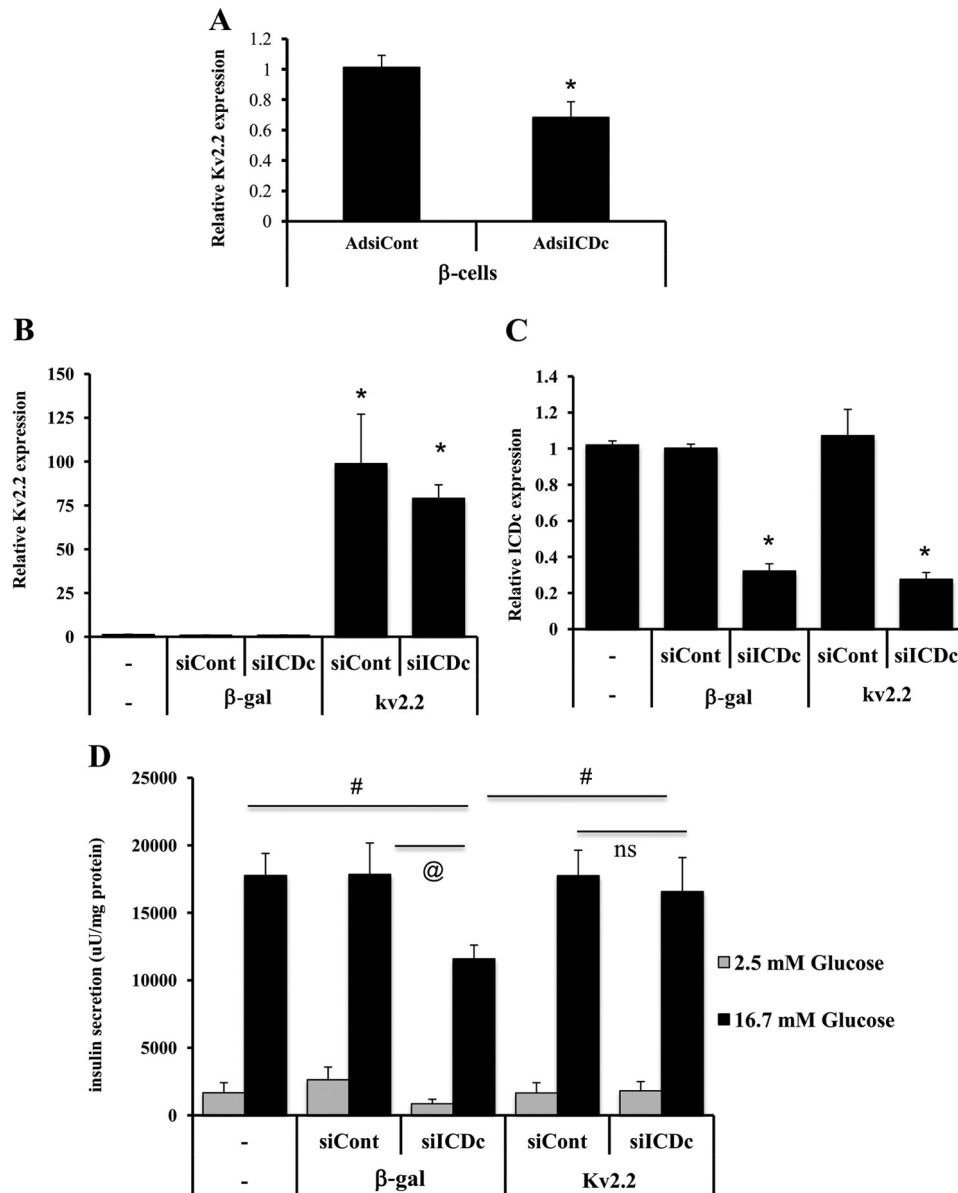 A
Relative Kv2.2 expression
1.2
1
0.8
0.6
0.4
0.2
0
*
AdsiCont AdsiICDc
β-cells
B
Relative Kv2.2 expression
150
125
100
75
50
25
0
* *
- siCont siICDc siCont siICDc
- β-gal kv2.2
C
Relative ICDc expression
1.4
1.2
1
0.8
0.6
0.4
0.2
0
* *
- siCont siICDc siCont siICDc
- β-gal kv2.2
D
insulin secretion (uU/mg protein)
25000
20000
15000
10000
5000
0
# #
@ ns
2.5 mM Glucose
16.7 mM Glucose
- siCont siICDc siCont siICDc
- β-gal Kv2.2